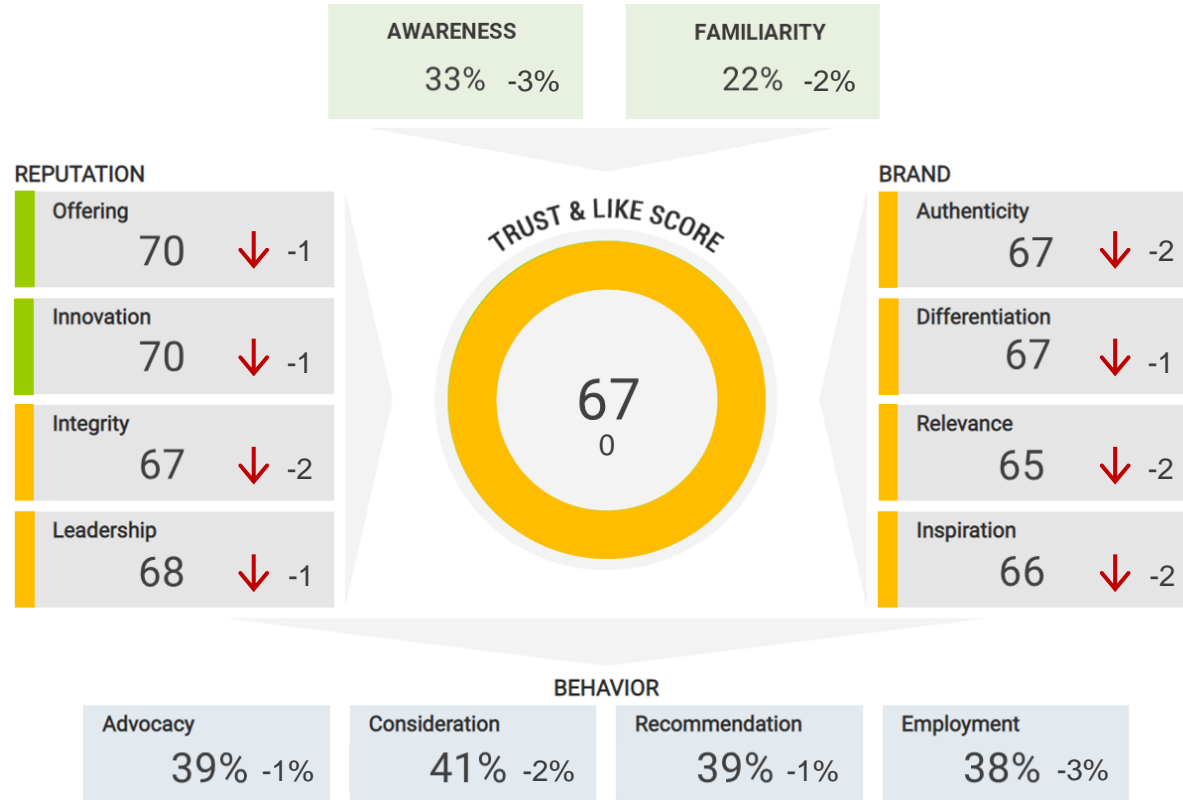 AWARENESS
33% -3%
FAMILIARITY
22% -2%
REPUTATION
Offering
70 -1
Innovation
70 -1
Integrity
67 -2
Leadership
68 -1
TRUST & LIKE SCORE
67
0
BRAND
Authenticity
67 -2
Differentiation
67 -1
Relevance
65 -2
Inspiration
66 -2
BEHAVIOR
Advocacy
39% -1%
Consideration
41% -2%
Recommendation
39% -1%
Employment
38% -3%